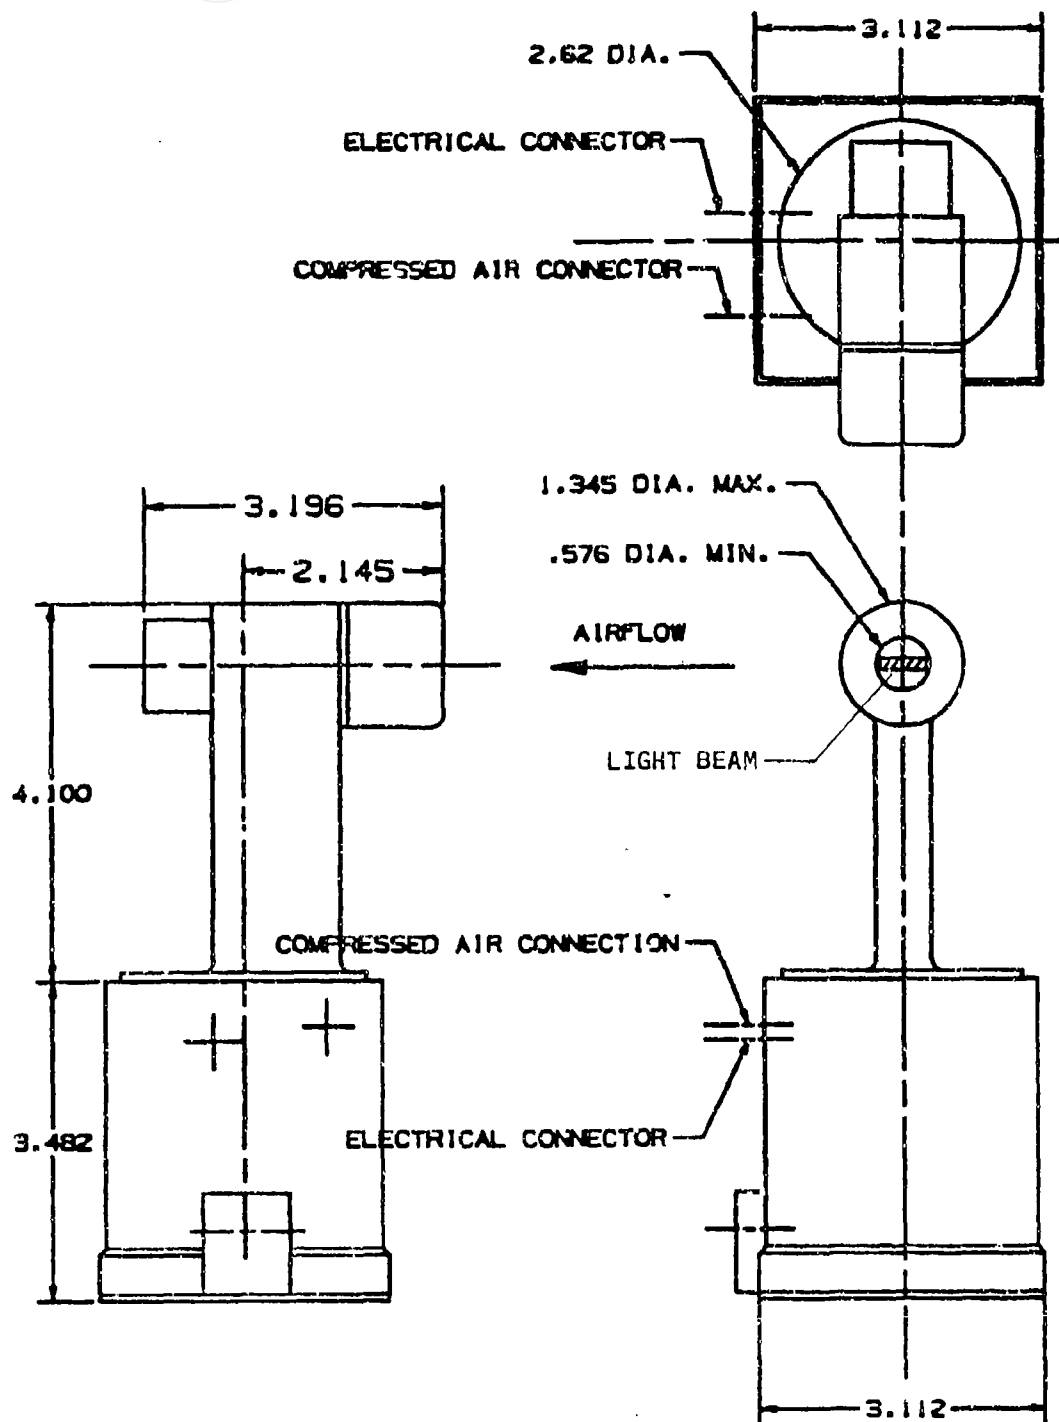 3.112
2.62 DIA.
ELECTRICAL CONNECTOR
COMPRESSED AIR CONNECTOR
1.345 DIA. MAX.
3.196
.576 DIA. MIN.
2.145
AIRFLOW
LIGHT BEAM
4.100
COMPRESSED AIR CONNECTION
3.482
ELECTRICAL CONNECTOR
3.112